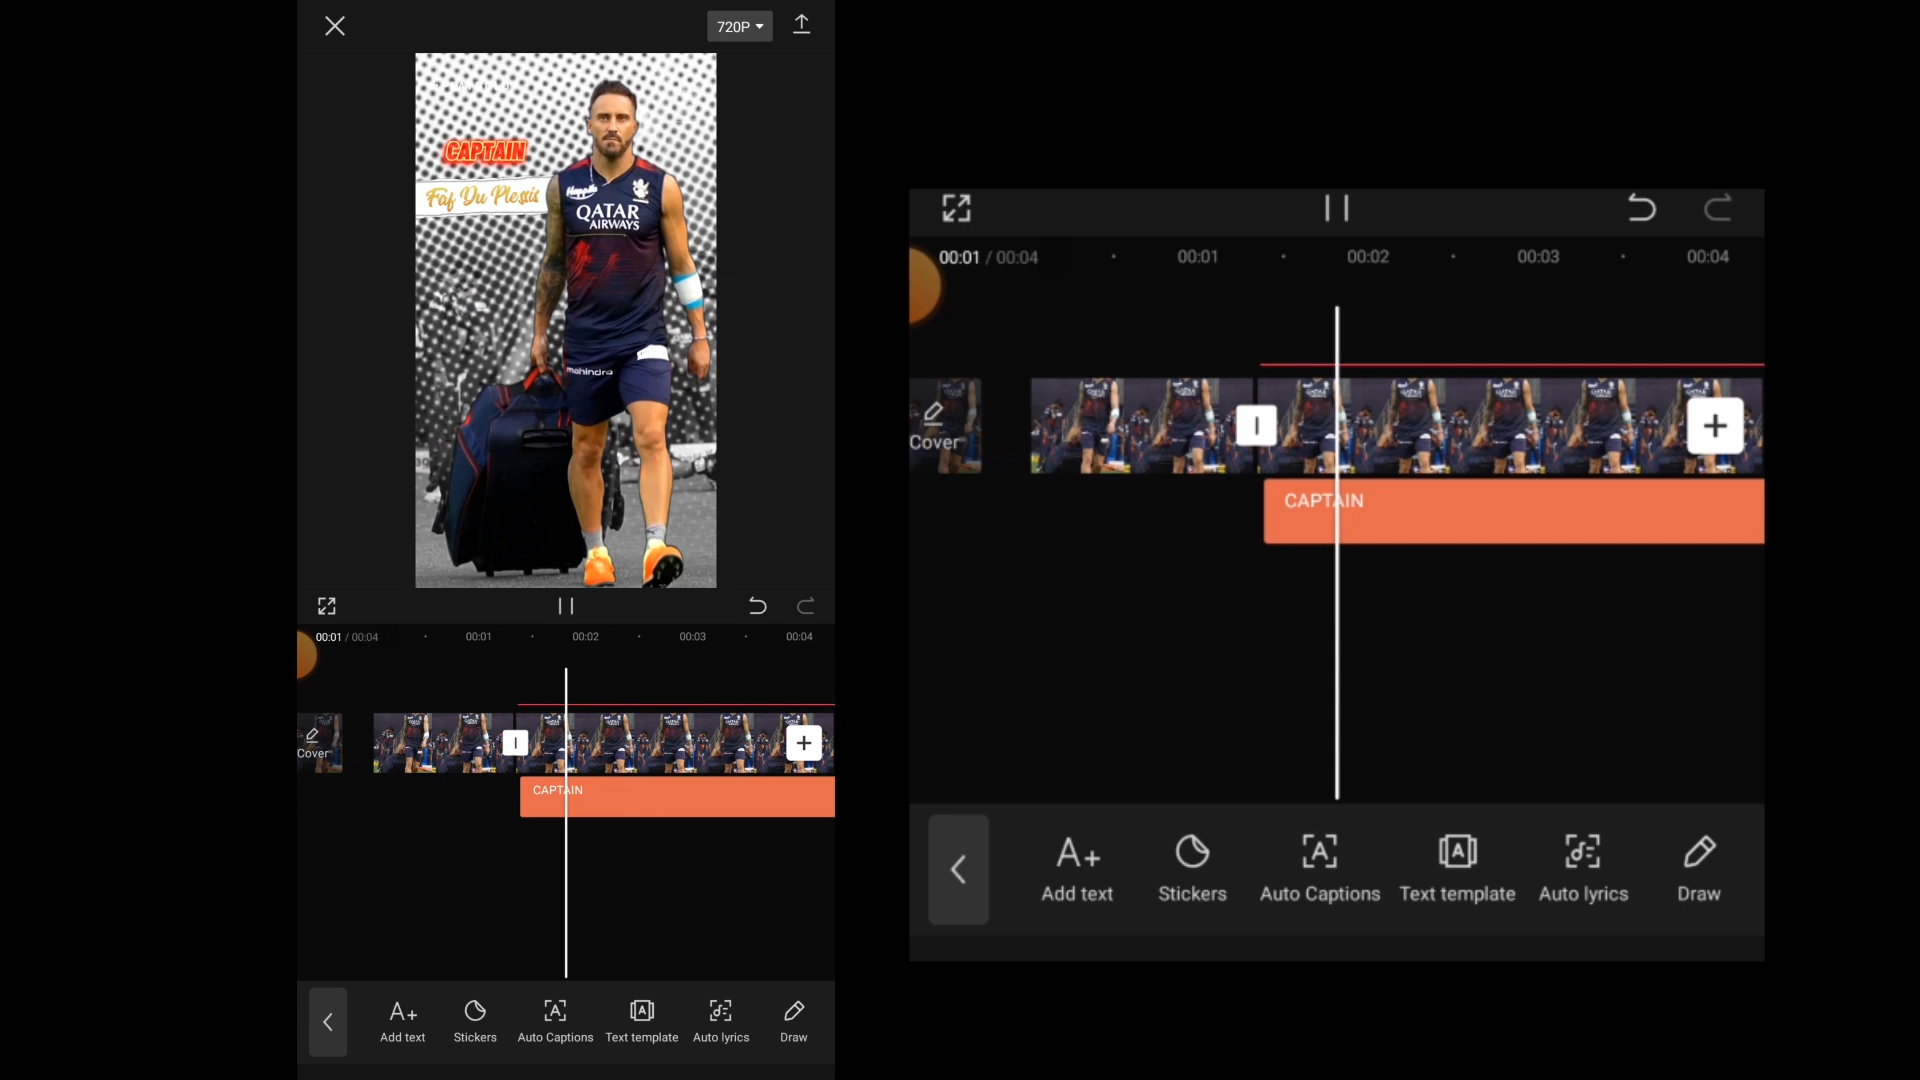 720P
CAPTAIN
Faf Du Plessis
Happilo
QATAR
AIRWAYS
mahindra
00:01 / 00:04 00:01 00:02 00:03 00:04
Cover
CAPTAIN
Add text Stickers Auto Captions Text template Auto lyrics Draw
00:01 / 00:04 00:01 00:02 00:03 00:04
Cover
CAPTAIN
Add text Stickers Auto Captions Text template Auto lyrics Draw